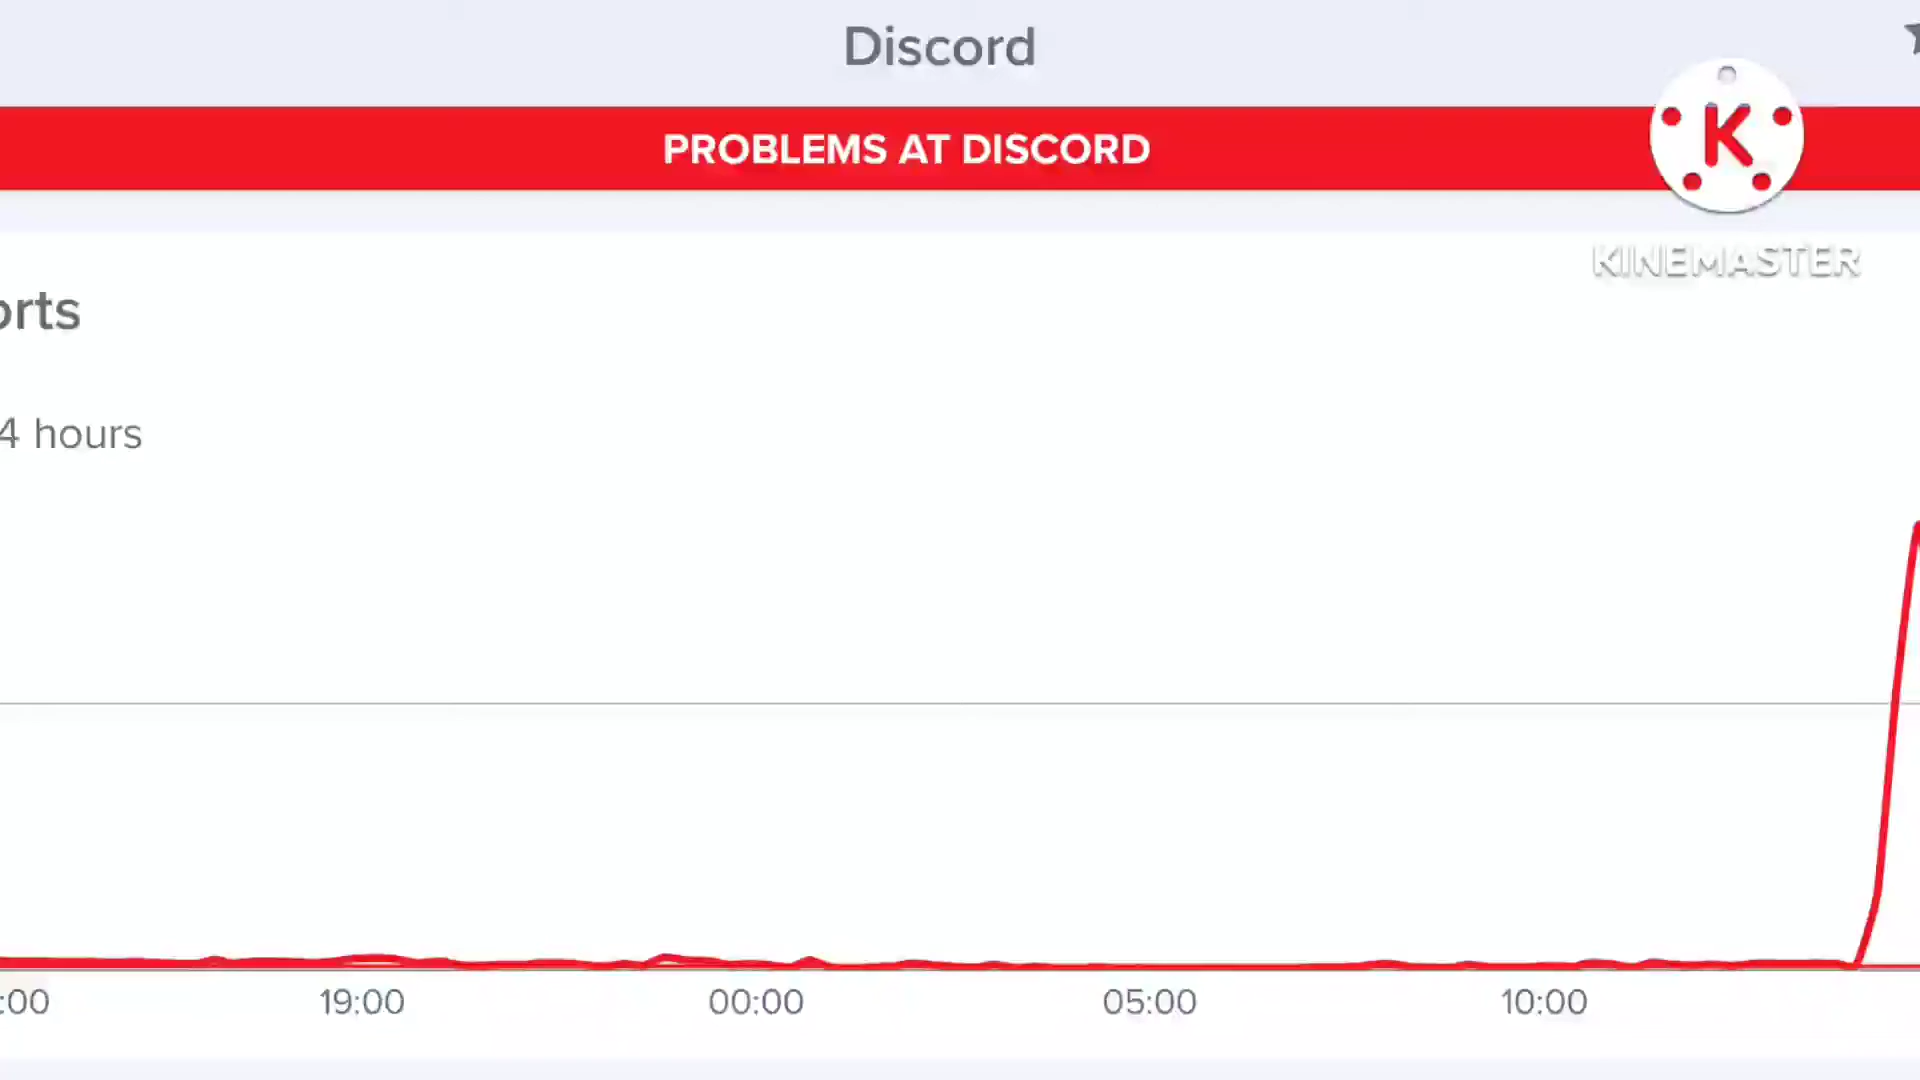 Discord
PROBLEMS AT DISCORD
K
KINEMASTER
orts
4 hours
:00 19:00 00:00 05:00 10:00